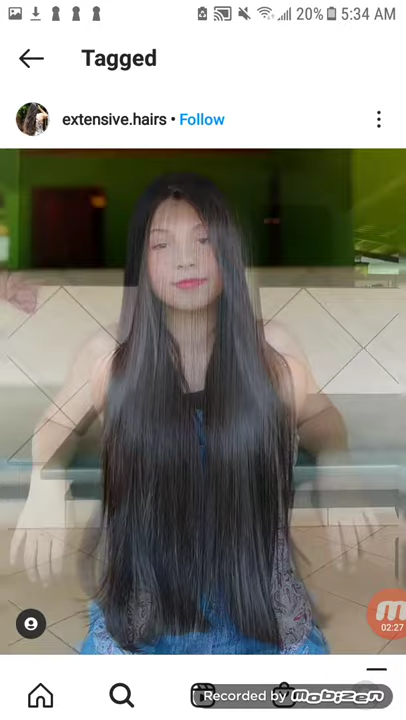 20% 5:34 AM
Tagged
extensive.hairs • Follow
02:27
Recorded by mobizen